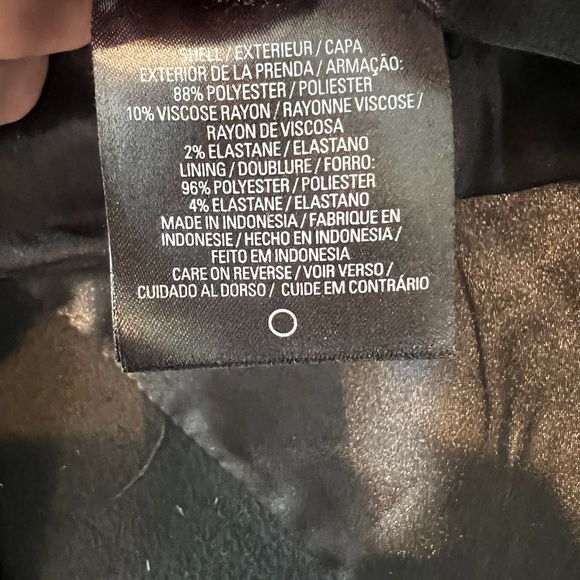 SHELL / EXTERIEUR / CAPA
EXTERIOR DE LA PRENDA / ARMAÇÃO:
88% POLYESTER / POLIESTER
10% VISCOSE RAYON / RAYONNE VISCOSE /
RAYON DE VISCOSA
2% ELASTANE / ELASTANO
LINING / DOUBLURE / FORRO:
96% POLYESTER / POLIESTER
4% ELASTANE / ELASTANO
MADE IN INDONESIA / FABRIQUE EN
INDONESIE / HECHO EN INDONESIA /
FEITO EM INDONESIA
CARE ON REVERSE / VOIR VERSO /
CUIDADO AL DORSO / CUIDE EM CONTRÁRIO